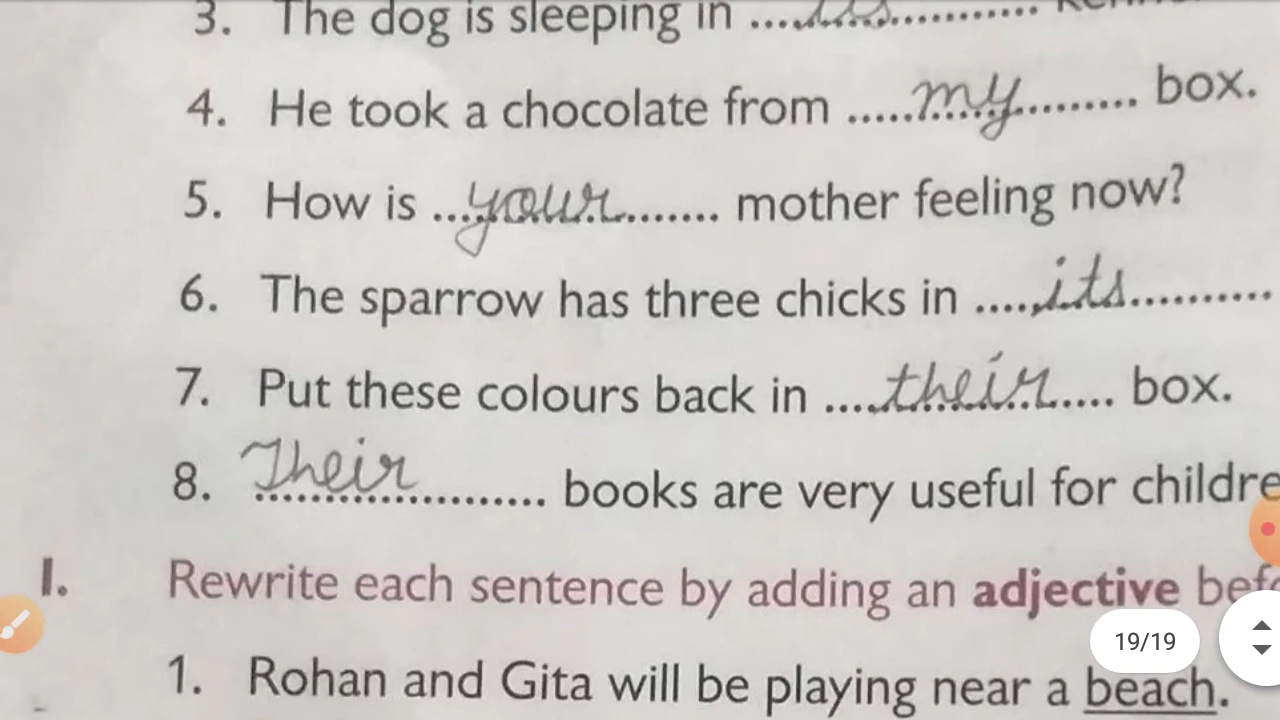 3. The dog is sleeping in .....its............
4. He took a chocolate from .....my......... box.
5. How is ...your....... mother feeling now?
6. The sparrow has three chicks in .....its..........
7. Put these colours back in ....their.... box.
8. Their.................... books are very useful for childre
I. Rewrite each sentence by adding an adjective bef
19/19
1. Rohan and Gita will be playing near a beach.